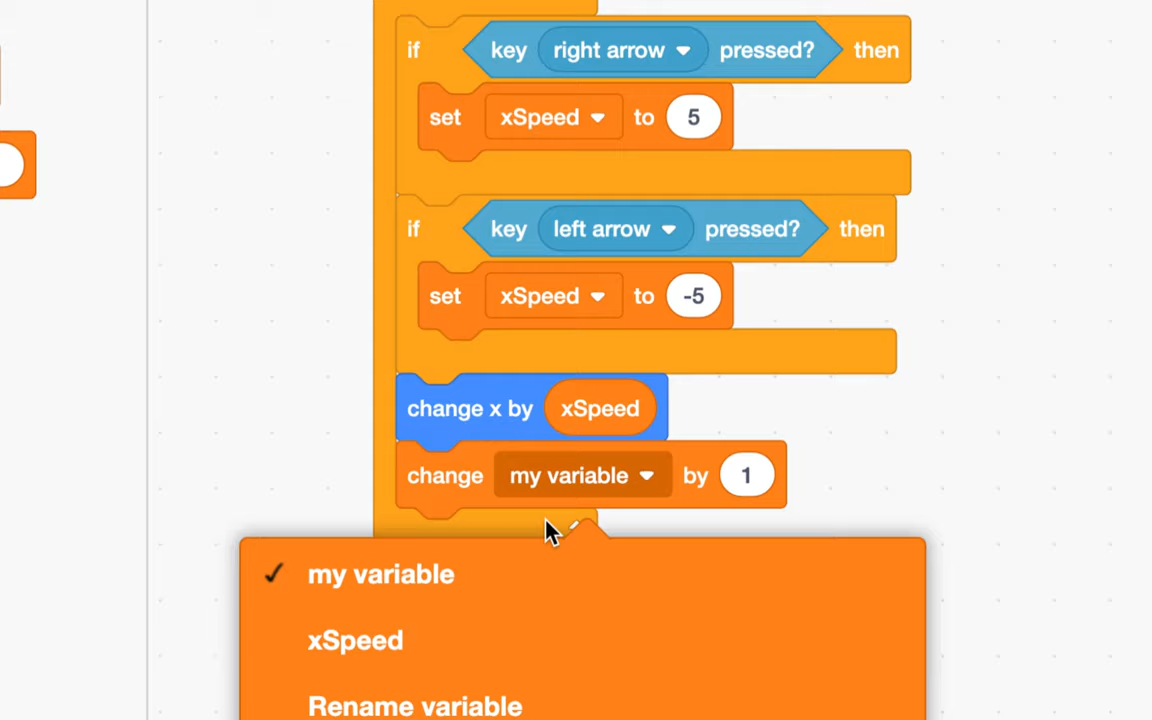 if key right arrow pressed? then
set xSpeed to 5
if key left arrow pressed? then
set xSpeed to -5
change x by xSpeed
change my variable by 1
✓ my variable
xSpeed
Rename variable